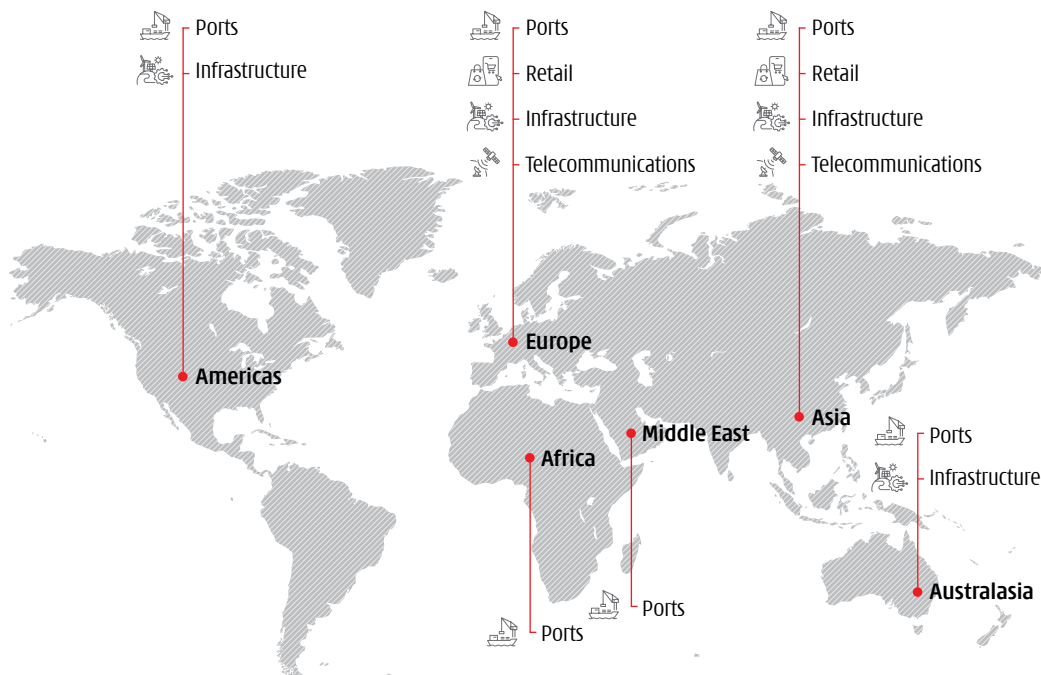 Ports
Infrastructure
Americas
Ports
Retail
Infrastructure
Telecommunications
Europe
Ports
Retail
Infrastructure
Telecommunications
Asia
Middle East
Ports
Africa
Ports
Ports
Infrastructure
Australasia